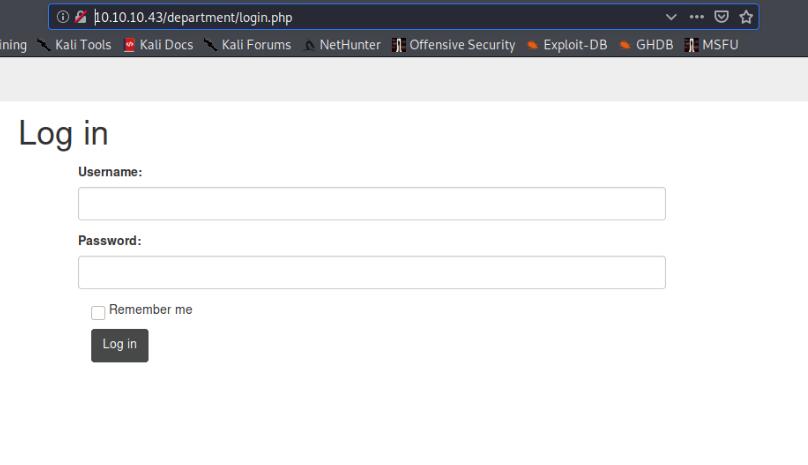 10.10.10.43/department/login.php
ining Kali Tools Kali Docs Kali Forums NetHunter Offensive Security Exploit-DB GHDB MSFU
Log in
Username:
Password:
Remember me
Log in